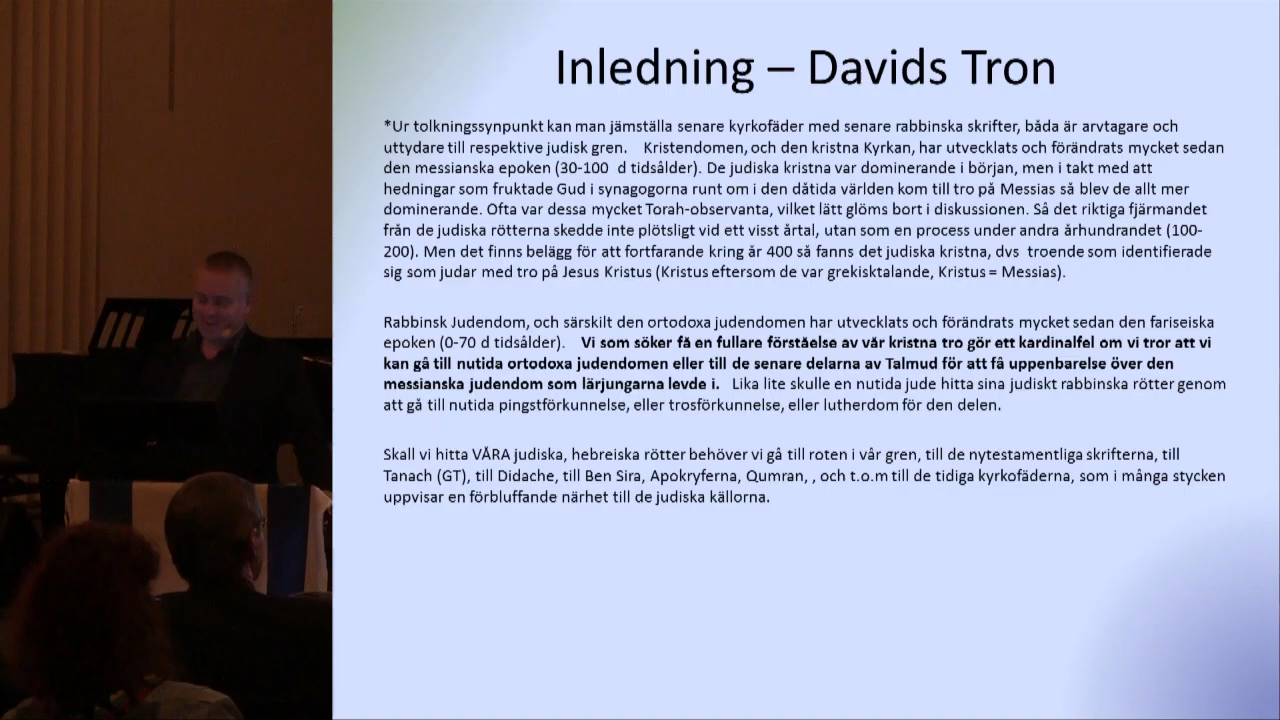 Inledning – Davids Tron
*Ur tolkningssynpunkt kan man jämställa senare kyrkofäder med senare rabbinska skrifter, båda är arvtagare och
uttydare till respektive judisk gren. Kristendomen, och den kristna Kyrkan, har utvecklats och förändrats mycket sedan
den messianska epoken (30-100 d tidsålder). De judiska kristna var dominerande i början, men i takt med att
hedningar som fruktade Gud i synagogorna runt om i den dåtida världen kom till tro på Messias så blev de allt mer
dominerande. Ofta var dessa mycket Torah-observanta, vilket lätt glöms bort i diskussionen. Så det riktiga fjärmandet
från de judiska rötterna skedde inte plötsligt vid ett visst årtal, utan som en process under andra århundrandet (100-
200). Men det finns belägg för att fortfarande kring år 400 så fanns det judiska kristna, dvs troende som identifierade
sig som judar med tro på Jesus Kristus (Kristus eftersom de var grekisktalande, Kristus = Messias).
Rabbinsk Judendom, och särskilt den ortodoxa judendomen har utvecklats och förändrats mycket sedan den fariseiska
epoken (0-70 d tidsålder). Vi som söker få en fullare förståelse av vår kristna tro gör ett kardinalfel om vi tror att vi
kan gå till nutida ortodoxa judendomen eller till de senare delarna av Talmud för att få uppenbarelse över den
messianska judendom som lärjungarna levde i. Lika lite skulle en nutida jude hitta sina judiskt rabbinska rötter genom
att gå till nutida pingstförkunnelse, eller trosförkunnelse, eller lutherdom för den delen.
Skall vi hitta VÅRA judiska, hebreiska rötter behöver vi gå till roten i vår gren, till de nytestamentliga skrifterna, till
Tanach (GT), till Didache, till Ben Sira, Apokryferna, Qumran, , och t.o.m till de tidiga kyrkofäderna, som i många stycken
uppvisar en förbluffande närhet till de judiska källorna.